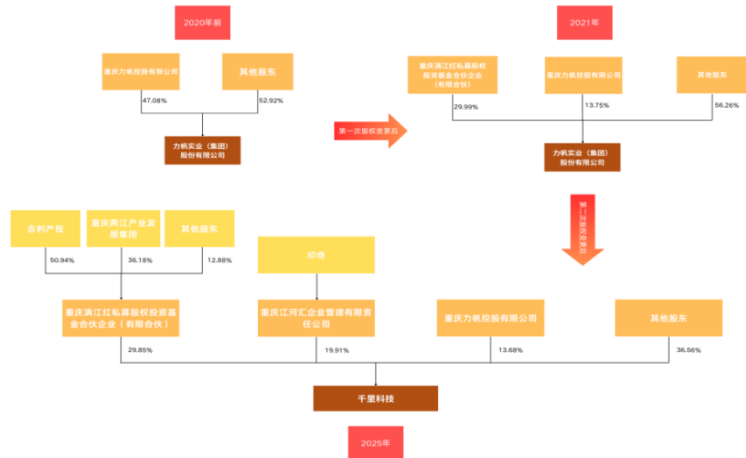 2020年前
重庆力帆控股有限公司
其他股东
47.08%
52.92%
力帆实业（集团）
股份有限公司
第一次股权变更后
2021年
重庆满江红私募股权
投资基金合伙企业
（有限合伙）
重庆力帆控股有限公司
其他股东
29.99%
13.75%
56.26%
力帆实业（集团）
股份有限公司
第二次股权变更后
吉利产投
重庆两江产业发
展集团
其他股东
印奇
50.94%
36.18%
12.88%
重庆满江红私募股权投资基
金合伙企业（有限合伙）
重庆江河汇企业管理有限责
任公司
重庆力帆控股有限公司
其他股东
29.85%
19.91%
13.68%
36.56%
千里科技
2025年